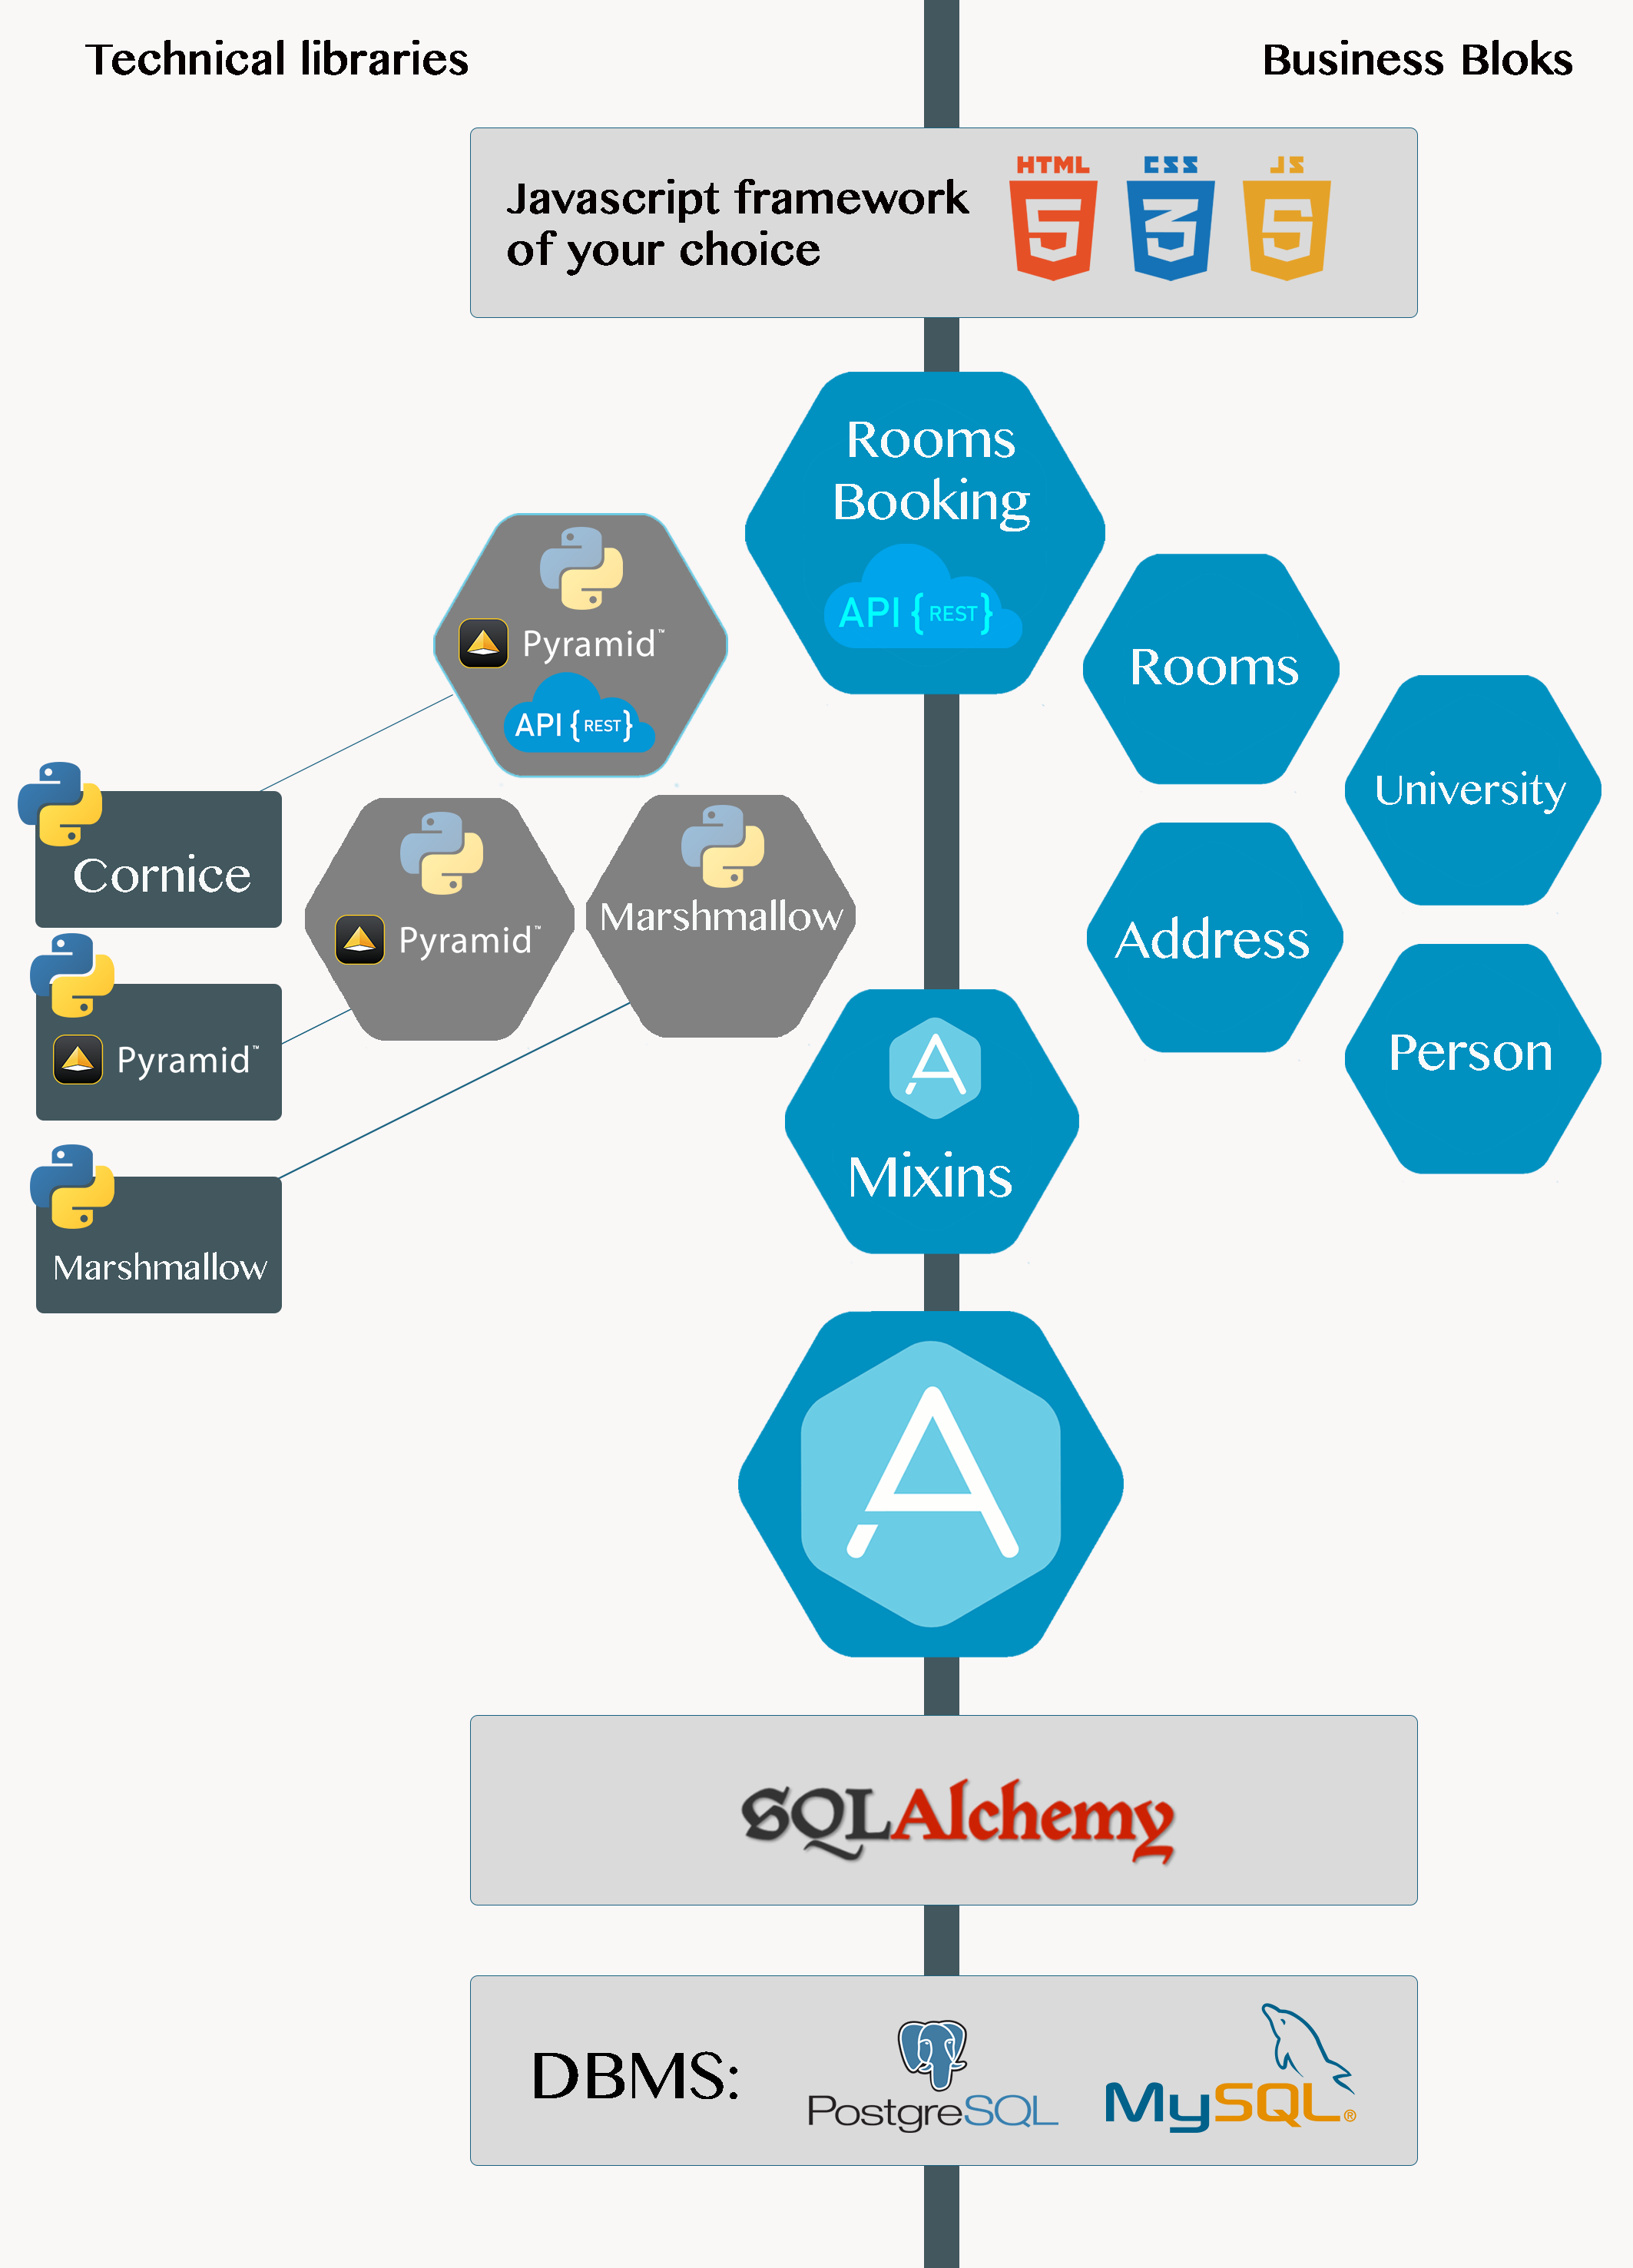 Technical libraries
Business Bloks
Javascript framework
of your choice
HTML
5
CSS
3
JS
5
Rooms
Booking
API { REST }
Pyramid™
API { REST }
Rooms
University
Cornice
Pyramid™
Marshmallow
Address
Person
Pyramid™
A
Mixins
Marshmallow
A
SQLAlchemy
DBMS:
PostgreSQL
MySQL®